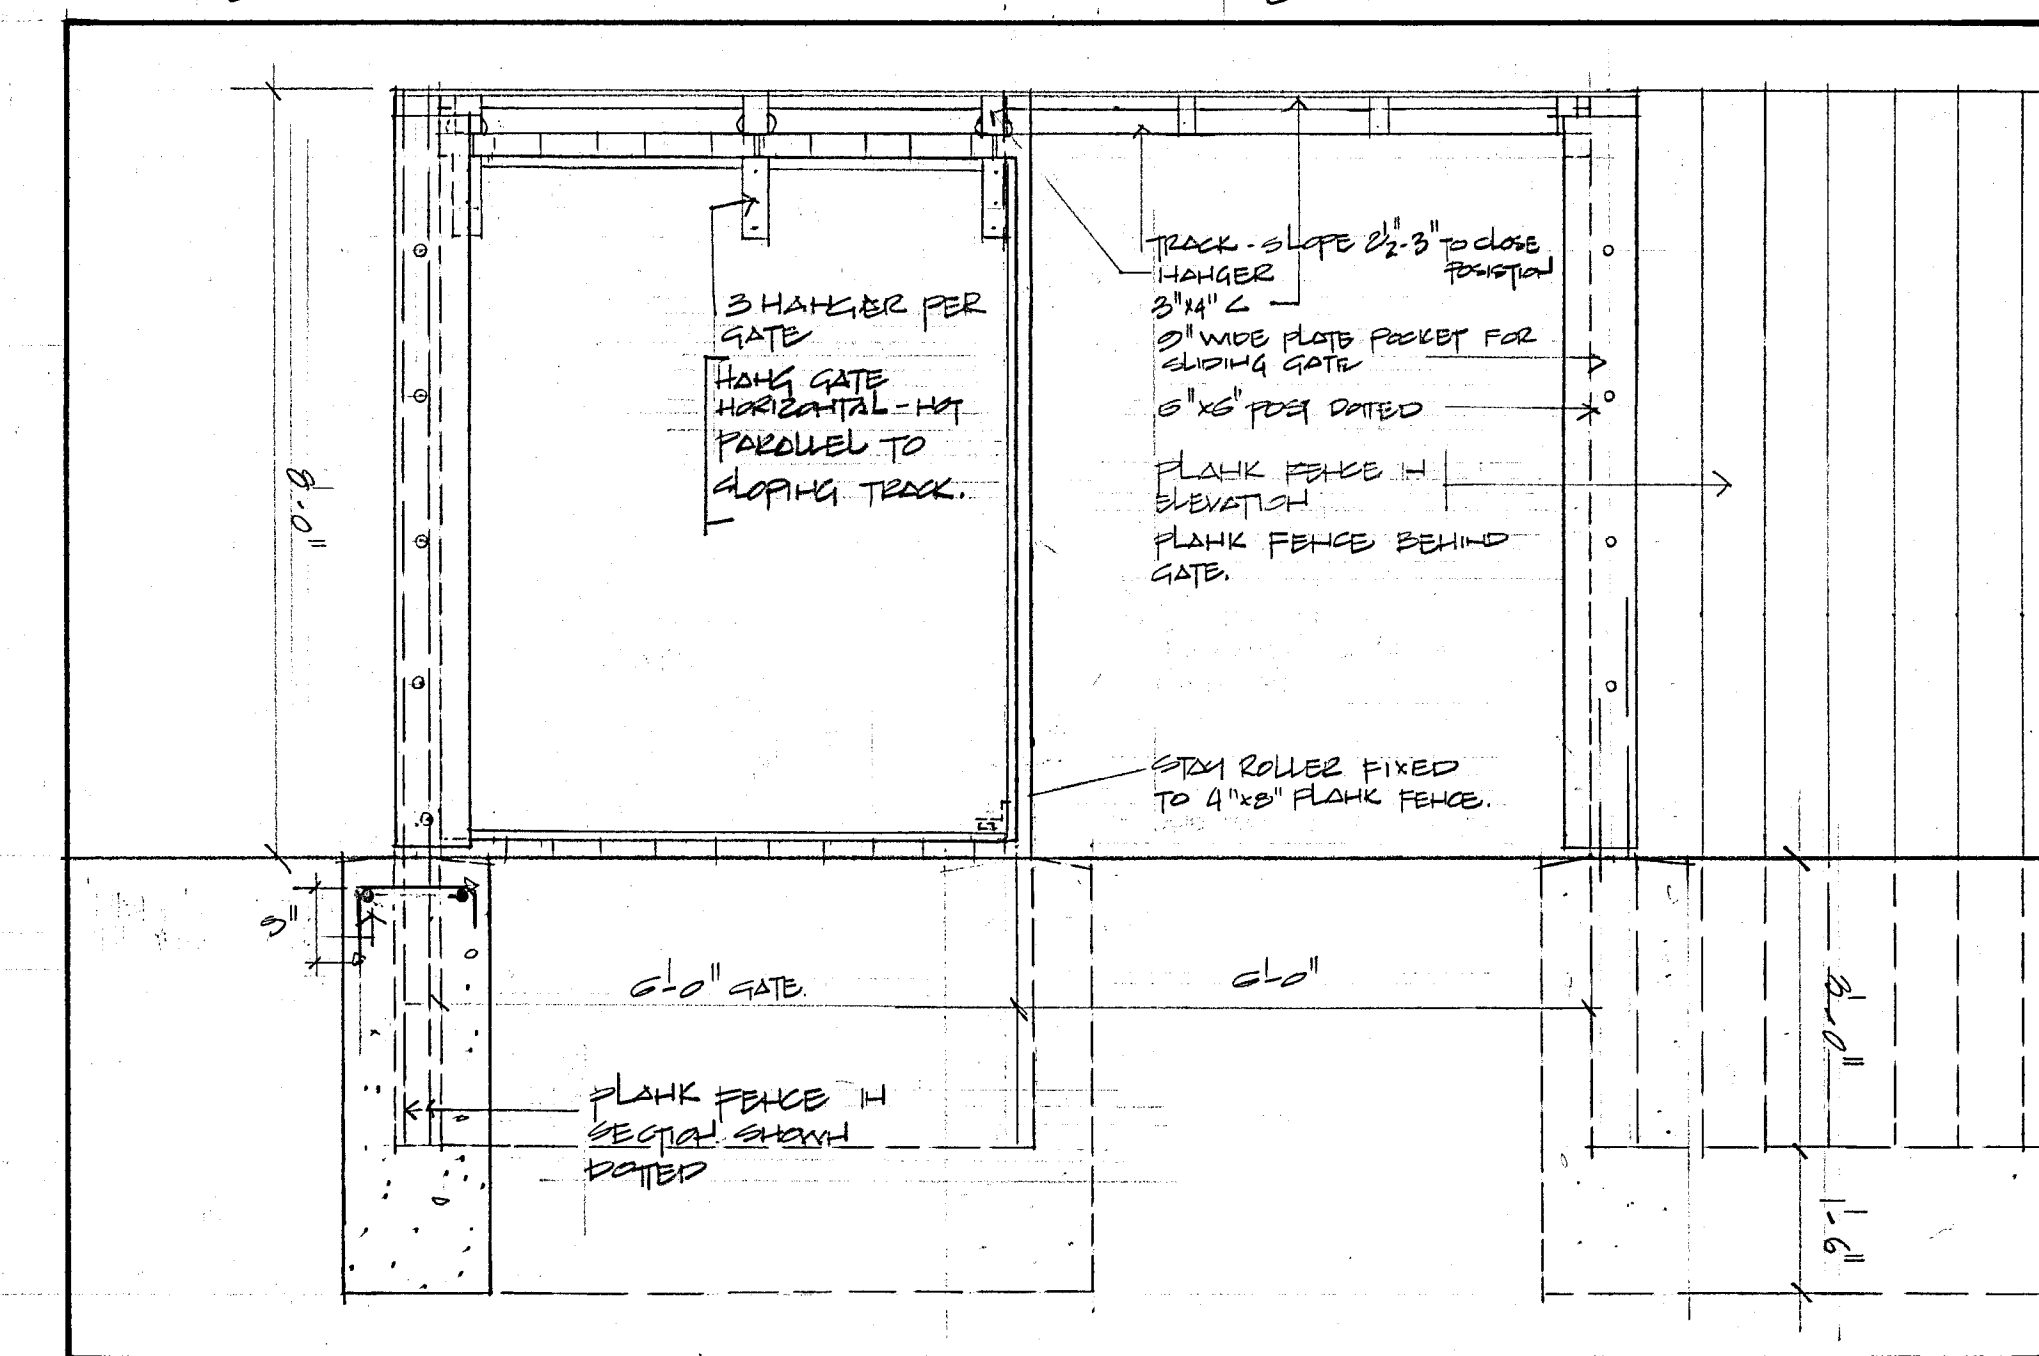 TRACK - SLOPE 2½"-3" TO CLOSE
POSISTION
HANGER
3"x4" ∠
9" WIDE PLATE POCKET FOR
SLIDING GATE
6"x6" POST DOTTED
PLANK FENCE IN
ELEVATION
PLANK FENCE BEHIND
GATE.
3 HANGER PER
GATE
HANG GATE
HORIZONTAL - NOT
PARALLEL TO
SLOPING TRACK.
8'-0"
STAY ROLLER FIXED
TO 4"x8" PLANK FENCE.
9"
6'-0" GATE.
6'-0"
3'-0"
PLANK FENCE IN
SECTION SHOWN
DOTTED
1'-6"